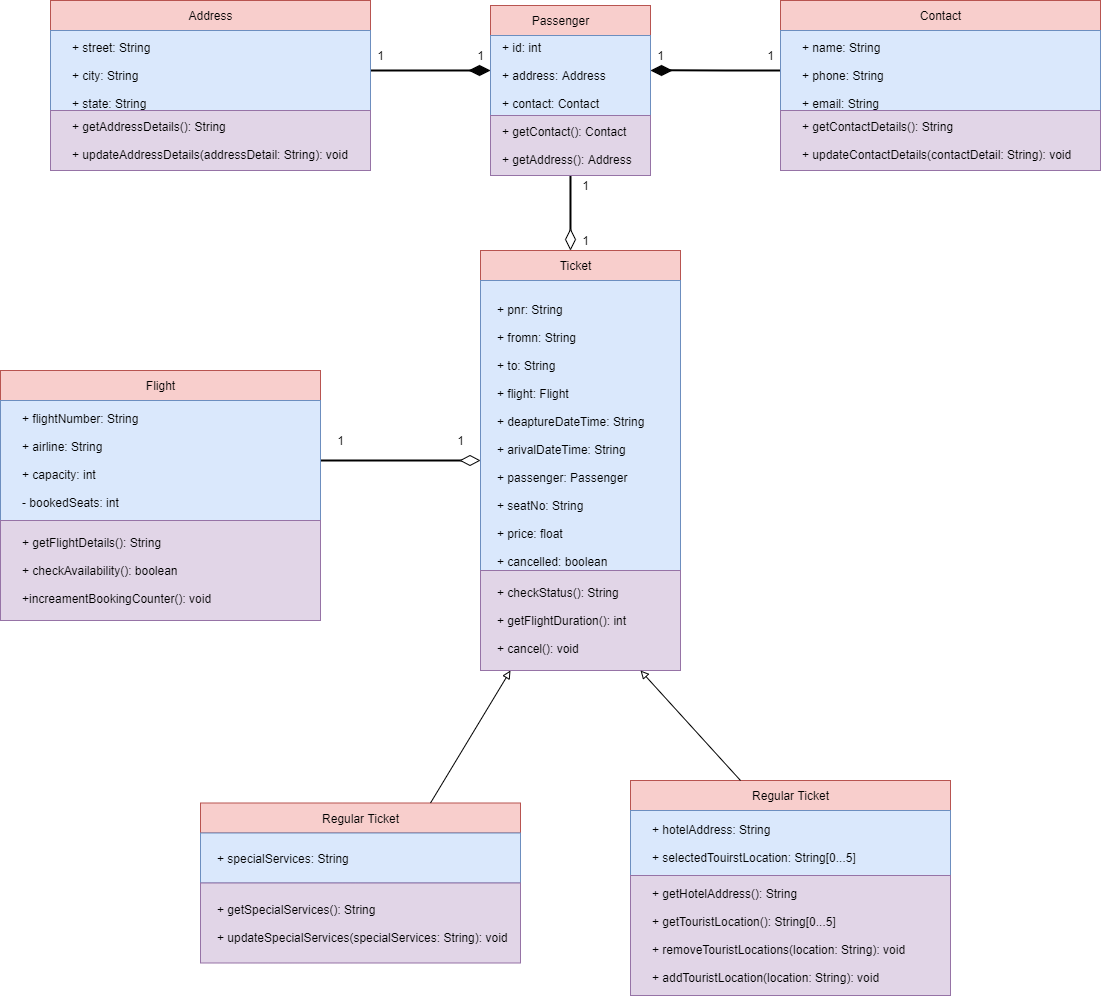 Address
+ street: String
+ city: String
+ state: String
+ getAddressDetails(): String
+ updateAddressDetails(addressDetail: String): void
1
1
Passenger
+ id: int
+ address: Address
+ contact: Contact
+ getContact(): Contact
+ getAddress(): Address
1
1
Contact
+ name: String
+ phone: String
+ email: String
+ getContactDetails(): String
+ updateContactDetails(contactDetail: String): void
1
1
Ticket
+ pnr: String
+ fromn: String
+ to: String
+ flight: Flight
+ deaptureDateTime: String
+ arivalDateTime: String
+ passenger: Passenger
+ seatNo: String
+ price: float
+ cancelled: boolean
+ checkStatus(): String
+ getFlightDuration(): int
+ cancel(): void
Flight
+ flightNumber: String
+ airline: String
+ capacity: int
- bookedSeats: int
+ getFlightDetails(): String
+ checkAvailability(): boolean
+increamentBookingCounter(): void
1
1
Regular Ticket
+ specialServices: String
+ getSpecialServices(): String
+ updateSpecialServices(specialServices: String): void
Regular Ticket
+ hotelAddress: String
+ selectedTouirstLocation: String[0...5]
+ getHotelAddress(): String
+ getTouristLocation(): String[0...5]
+ removeTouristLocations(location: String): void
+ addTouristLocation(location: String): void